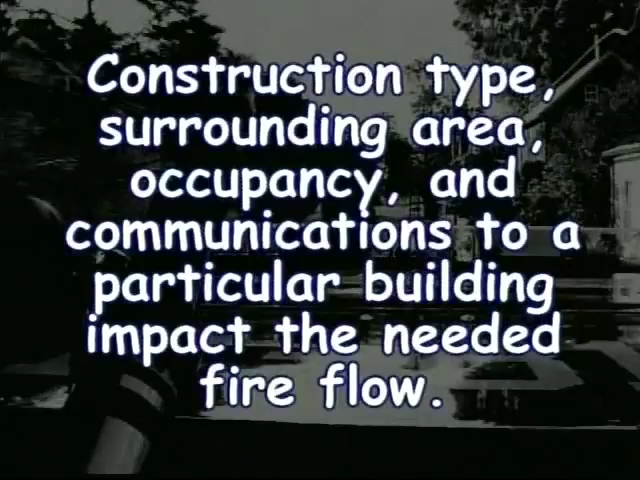 Construction type,
surrounding area,
occupancy, and
communications to a
particular building
impact the needed
fire flow.